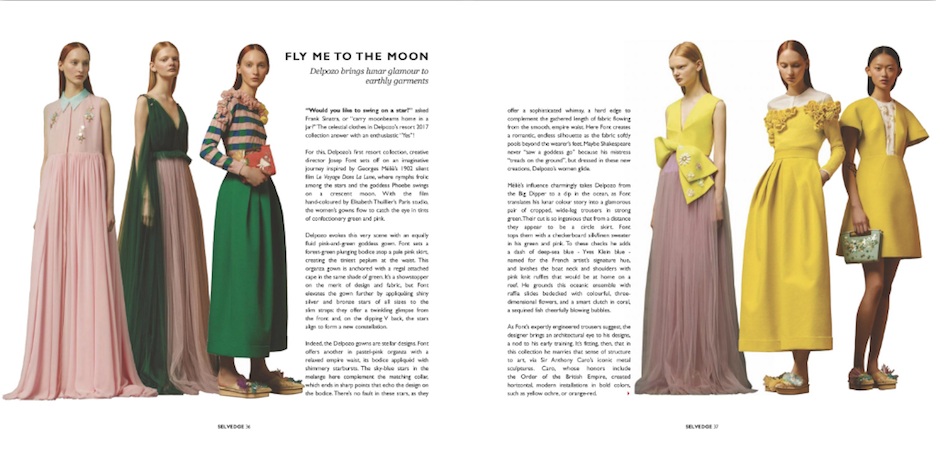 FLY ME TO THE MOON
Delpozo brings lunar glamour to
earthly garments
"Would you like to swing on a star?" asked
Frank Sinatra, or "carry moonbeams home in a
jar?" The celestial clothes in Delpozo's resort 2017
collection answer with an enthusiastic "Yes"!
For this, Delpozo's first resort collection, creative
director Josep Font sets off on an imaginative
journey inspired by Georges Méliès's 1902 silent
film Le Voyage Dans La Lune, where nymphs frolic
among the stars and the goddess Phoebe swings
on a crescent moon. With the film
hand-coloured by Elisabeth Thuillier's Paris studio,
the women's gowns flow to catch the eye in tints
of confectionery green and pink.
Delpozo evokes this very scene with an equally
fluid pink-and-green goddess gown. Font sets a
forest-green plunging bodice atop a pale pink skirt,
creating the tiniest peplum at the waist. This
organza gown is anchored with a regal attached
cape in the same shade of green. It's a showstopper
on the merit of design and fabric, but Font
elevates the gown further by appliquéing shiny
silver and bronze stars of all sizes to the
slim straps: they offer a twinkling glimpse from
the front and, on the dipping V back, the stars
align to form a new constellation.
Indeed, the Delpozo gowns are stellar designs. Font
offers another in pastel-pink organza with a
relaxed empire waist, its bodice appliquéd with
shimmery starbursts. The sky-blue stars in the
melange here complement the matching collar,
which ends in sharp points that echo the design on
the bodice. There's no fault in these stars, as they
SELVEDGE 36
offer a sophisticated whimsy, a hard edge to
complement the gathered length of fabric flowing
from the smooth, empire waist. Here Font creates
a romantic, endless silhouette as the fabric softly
pools beyond the wearer's feet. Maybe Shakespeare
never "saw a goddess go" because his mistress
"treads on the ground", but dressed in these new
creations, Delpozo's women glide.
Méliès's influence charmingly takes Delpozo from
the Big Dipper to a dip in the ocean, as Font
translates his lunar colour story into a glamorous
pair of cropped, wide-leg trousers in strong
green. Their cut is so ingenious that from a distance
they appear to be a circle skirt. Font
tops them with a checkerboard silk/linen sweater
in his green and pink. To these checks he adds
a dash of deep-sea blue - Yves Klein blue -
named for the French artist's signature hue,
and lavishes the boat neck and shoulders with
pink knit ruffles that would be at home on a
reef. He grounds this oceanic ensemble with
raffia slides bedecked with colourful, three-
dimensional flowers, and a smart clutch in coral,
a sequined fish cheerfully blowing bubbles.
As Font's expertly engineered trousers suggest, the
designer brings an architectural eye to his designs,
a nod to his early training. It's fitting, then, that in
this collection he marries that sense of structure
to art, via Sir Anthony Caro's iconic metal
sculptures. Caro, whose honors include
the Order of the British Empire, created
horizontal, modern installations in bold colors,
such as yellow ochre, or orange-red.
SELVEDGE 37